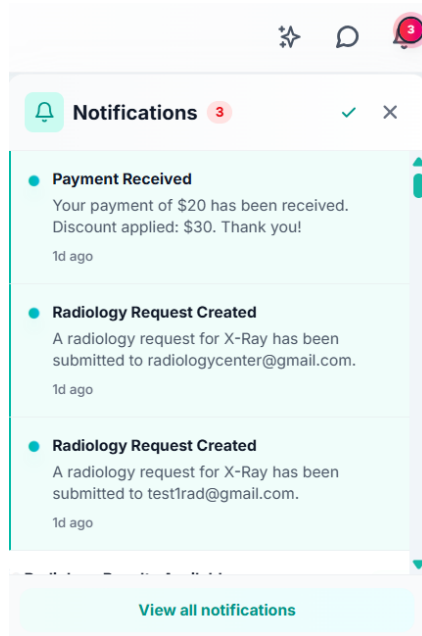 3
Notifications 3
Payment Received
Your payment of $20 has been received.
Discount applied: $30. Thank you!
1d ago
Radiology Request Created
A radiology request for X-Ray has been
submitted to radiologycenter@gmail.com.
1d ago
Radiology Request Created
A radiology request for X-Ray has been
submitted to test1rad@gmail.com.
1d ago
View all notifications